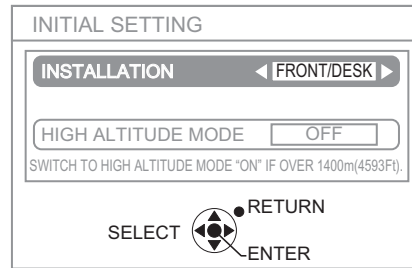 INITIAL SETTING
INSTALLATION FRONT/DESK
HIGH ALTITUDE MODE OFF
SWITCH TO HIGH ALTITUDE MODE “ON” IF OVER 1400m(4593Ft).
RETURN
SELECT
ENTER